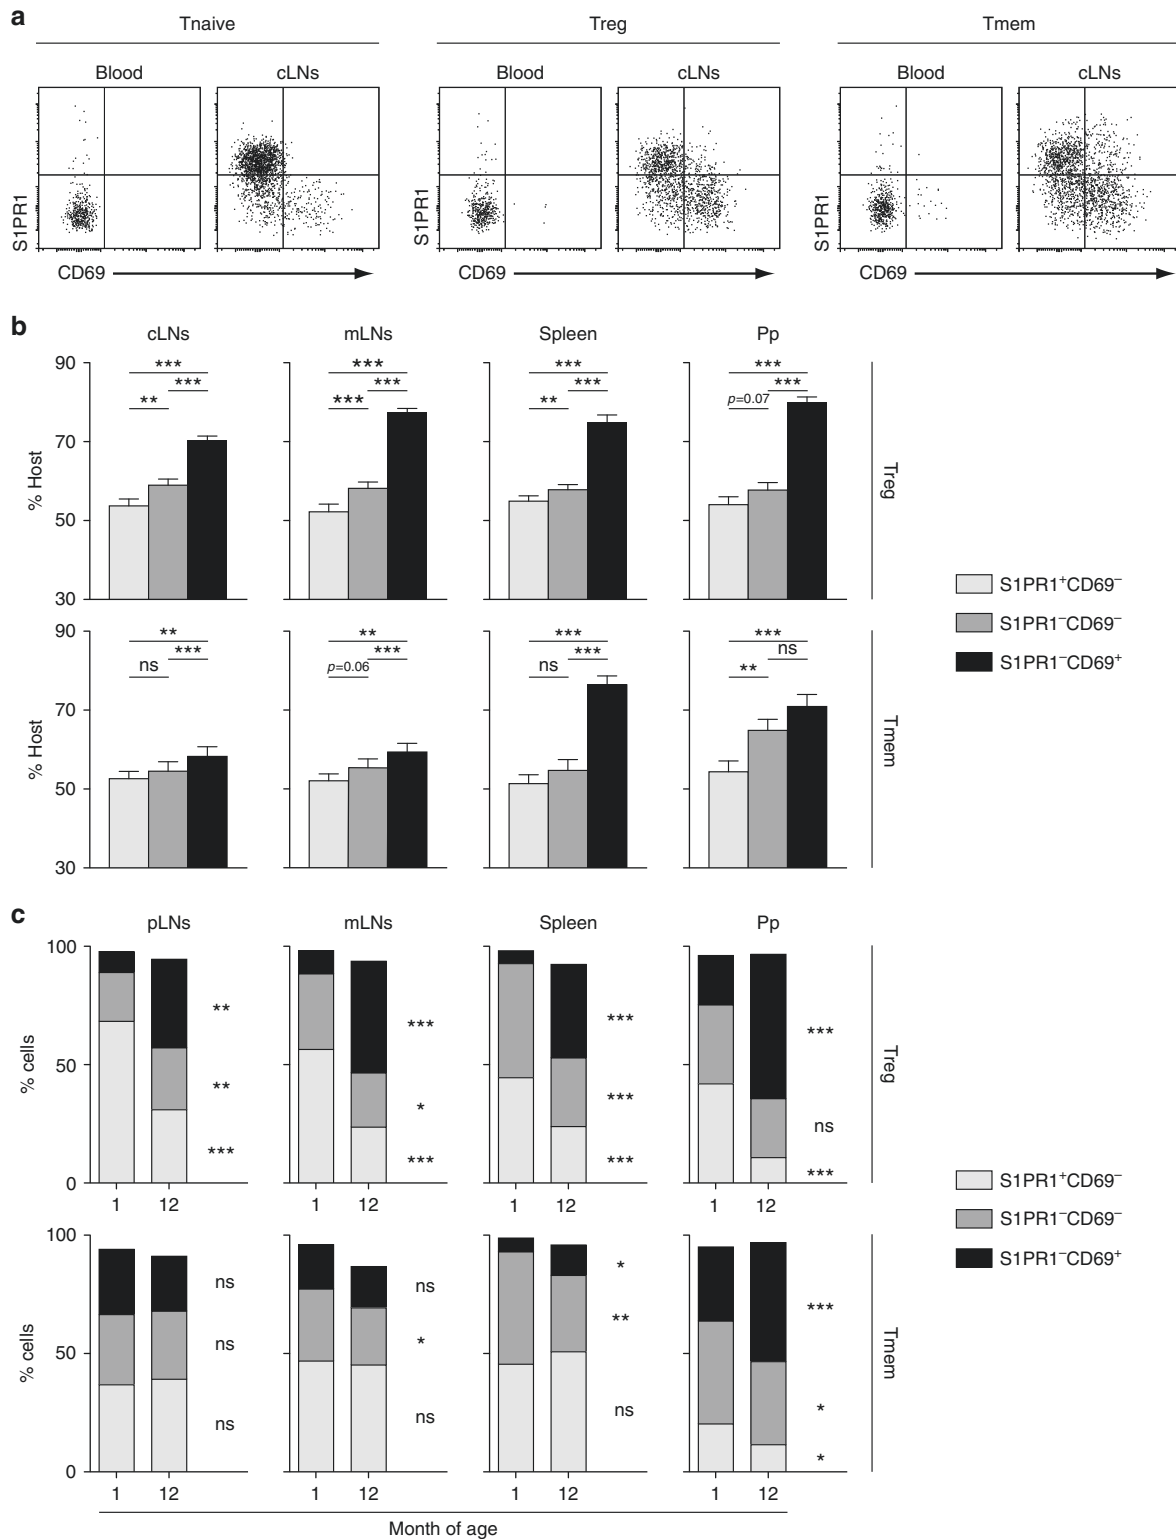 a
Tnaive Treg Tmem
Blood cLNs Blood cLNs Blood cLNs
S1PR1 S1PR1 S1PR1
CD69 CD69 CD69
b
cLNs mLNs Spleen Pp
90
70
50
30
% Host
*** *** *** ***
*** *** *** ***
** *** ** p=0.07
Treg
90
70
50
30
% Host
** ** *** ***
*** *** *** ns
ns p=0.06 ns **
Tmem
S1PR1⁺CD69⁻
S1PR1⁻CD69⁻
S1PR1⁻CD69⁺
c
pLNs mLNs Spleen Pp
100
50
0
% cells
** *** *** ***
** * *** ns
*** *** *** ***
1 12 1 12 1 12 1 12
Treg
100
50
0
% cells
ns ns * ***
ns * ** *
ns ns ns *
1 12 1 12 1 12 1 12
Tmem
Month of age
S1PR1⁺CD69⁻
S1PR1⁻CD69⁻
S1PR1⁻CD69⁺